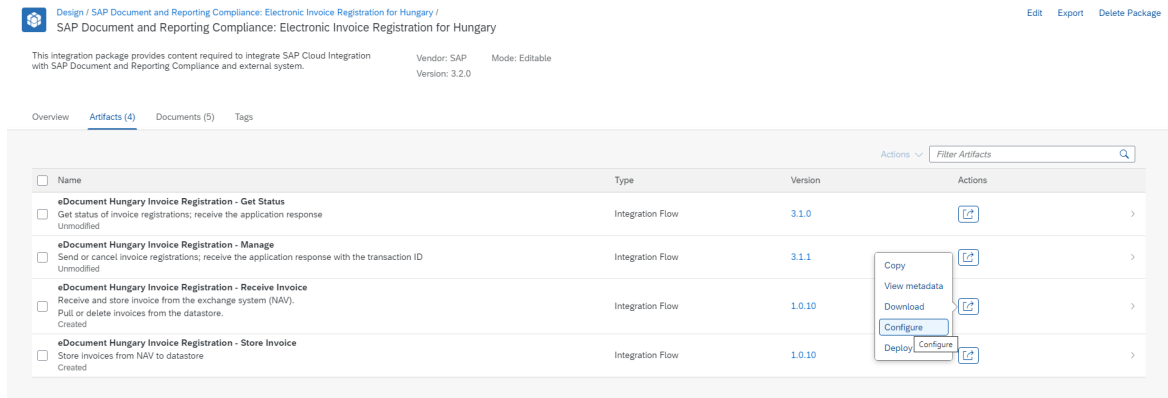 Design / SAP Document and Reporting Compliance: Electronic Invoice Registration for Hungary /
Edit Export Delete Package
SAP Document and Reporting Compliance: Electronic Invoice Registration for Hungary
This integration package provides content required to integrate SAP Cloud Integration
with SAP Document and Reporting Compliance and external system.
Vendor: SAP Mode: Editable
Version: 3.2.0
Overview Artifacts (4) Documents (5) Tags
Actions Filter Artifacts
Name Type Version Actions
eDocument Hungary Invoice Registration - Get Status
Get status of invoice registrations; receive the application response
Unmodified
Integration Flow 3.1.0
eDocument Hungary Invoice Registration - Manage
Send or cancel invoice registrations; receive the application response with the transaction ID
Unmodified
Integration Flow 3.1.1
eDocument Hungary Invoice Registration - Receive Invoice
Receive and store invoice from the exchange system (NAV).
Pull or delete invoices from the datastore.
Created
Integration Flow 1.0.10
eDocument Hungary Invoice Registration - Store Invoice
Store invoices from NAV to datastore
Created
Integration Flow 1.0.10
Copy
View metadata
Download
Configure
Deploy
Configure